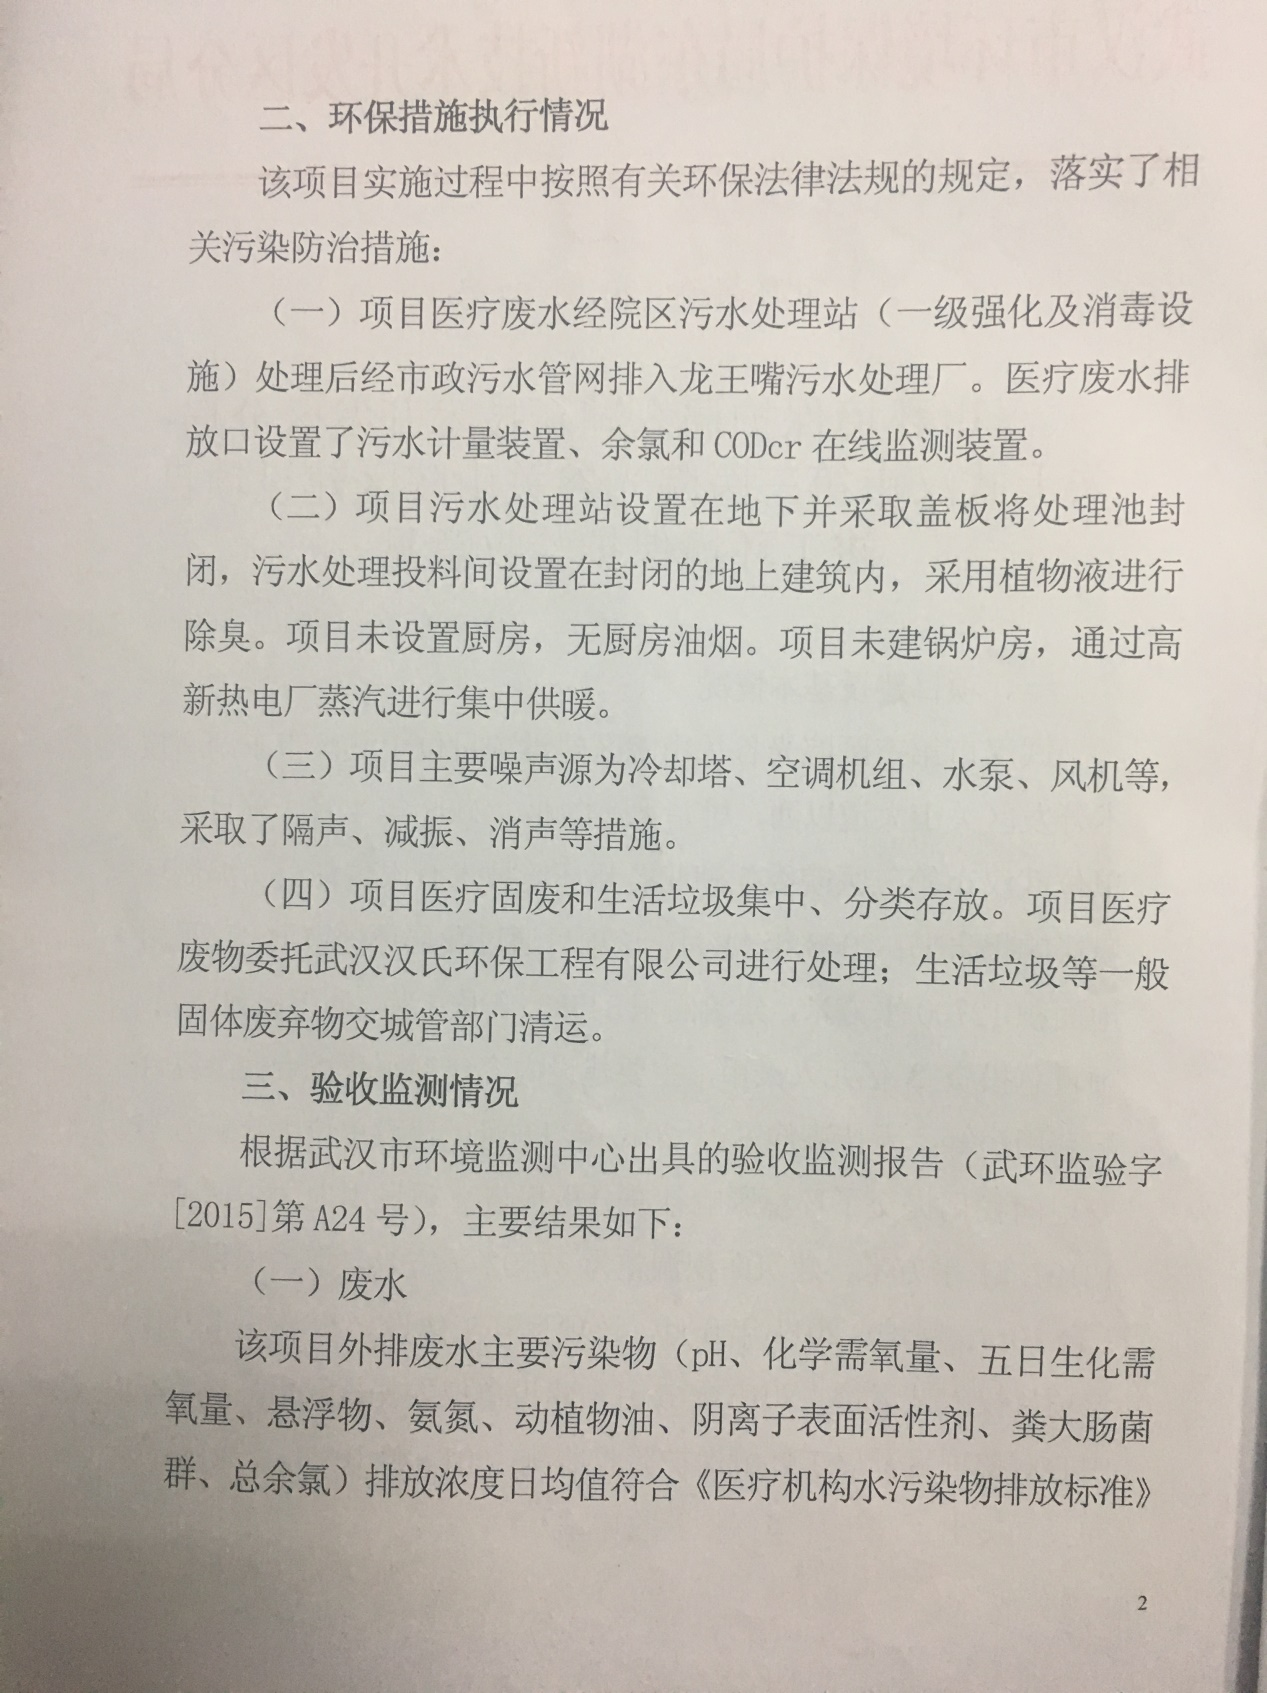 二、环保措施执行情况
该项目实施过程中按照有关环保法律法规的规定，落实了相
关污染防治措施：
（一）项目医疗废水经院区污水处理站（一级强化及消毒设
施）处理后经市政污水管网排入龙王嘴污水处理厂。医疗废水排
放口设置了污水计量装置、余氯和 CODcr 在线监测装置。
（二）项目污水处理站设置在地下并采取盖板将处理池封
闭，污水处理投料间设置在封闭的地上建筑内，采用植物液进行
除臭。项目未设置厨房，无厨房油烟。项目未建锅炉房，通过高
新热电厂蒸汽进行集中供暖。
（三）项目主要噪声源为冷却塔、空调机组、水泵、风机等，
采取了隔声、减振、消声等措施。
（四）项目医疗固废和生活垃圾集中、分类存放。项目医疗
废物委托武汉汉氏环保工程有限公司进行处理；生活垃圾等一般
固体废弃物交城管部门清运。
三、验收监测情况
根据武汉市环境监测中心出具的验收监测报告（武环监验字
[2015]第 A24 号），主要结果如下：
（一）废水
该项目外排废水主要污染物（pH、化学需氧量、五日生化需
氧量、悬浮物、氨氮、动植物油、阴离子表面活性剂、粪大肠菌
群、总余氯）排放浓度日均值符合《医疗机构水污染物排放标准》
2